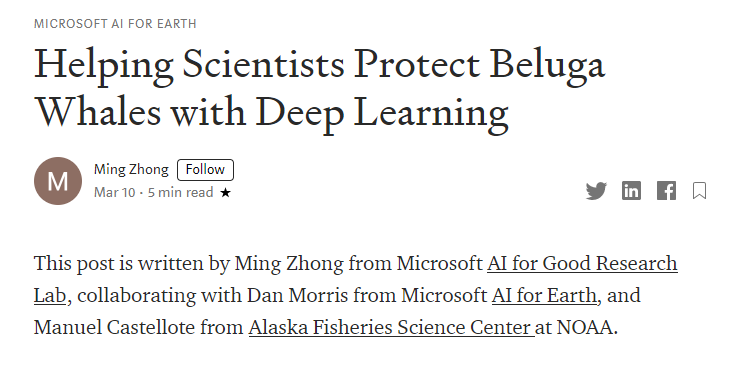 MICROSOFT AI FOR EARTH
Helping Scientists Protect Beluga
Whales with Deep Learning
M
Ming Zhong Follow
Mar 10 · 5 min read ★
This post is written by Ming Zhong from Microsoft AI for Good Research
Lab, collaborating with Dan Morris from Microsoft AI for Earth, and
Manuel Castellote from Alaska Fisheries Science Center at NOAA.